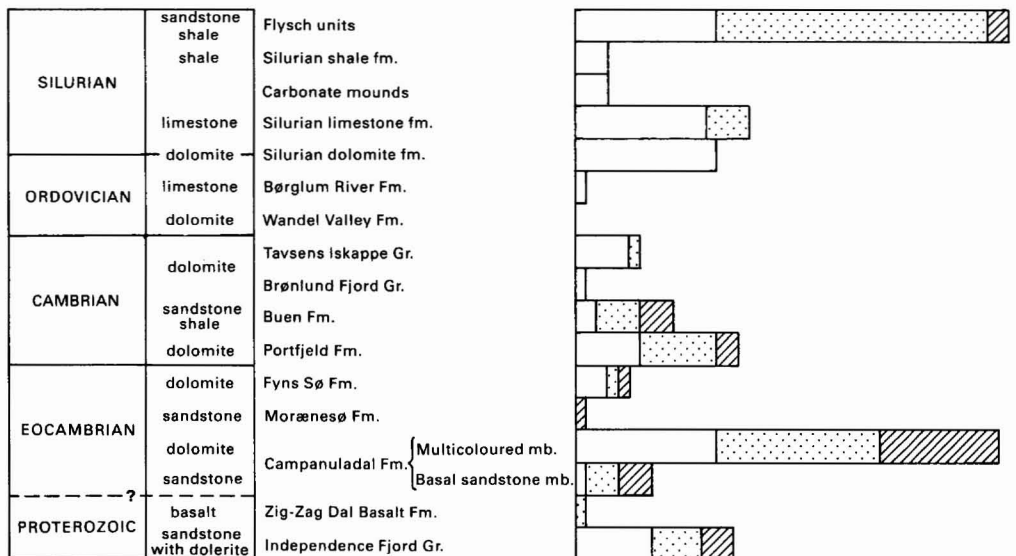 sandstone
shale Flysch units
shale Silurian shale fm.
SILURIAN
Carbonate mounds
limestone Silurian limestone fm.
dolomite Silurian dolomite fm.
ORDOVICIAN limestone Børglum River Fm.
dolomite Wandel Valley Fm.
Tavsens Iskappe Gr.
dolomite
Brønlund Fjord Gr.
CAMBRIAN sandstone
shale Buen Fm.
dolomite Portfjeld Fm.
dolomite Fyns Sø Fm.
sandstone Morænesø Fm.
EOCAMBRIAN
dolomite Multicoloured mb.
Campanuladal Fm.
sandstone Basal sandstone mb.
?
basalt Zig-Zag Dal Basalt Fm.
PROTEROZOIC
sandstone
with dolerite Independence Fjord Gr.